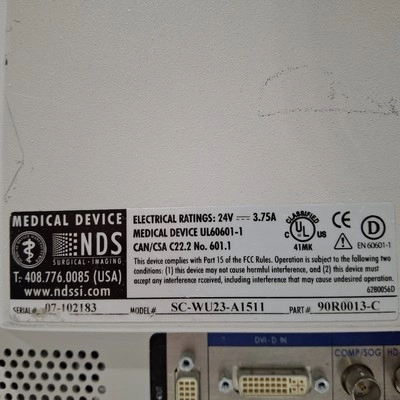 MEDICAL DEVICE
NDS
SURGICAL · IMAGING
T: 408.776.0085 (USA)
www.ndssi.com
ELECTRICAL RATINGS: 24V ⎓ 3.75A
MEDICAL DEVICE UL60601-1
CAN/CSA C22.2 No. 601.1
CLASSIFIED
C UL US
41MK
CE
D
EN 60601-1
This device complies with Part 15 of the FCC Rules. Operation is subject to the following two
conditions: (1) This device may not cause harmful interference, and (2) this device must
accept any interference received, including interference that may cause undesired operation.
62B0056D
SERIAL#: 07-102183 MODEL#: SC-WU23-A1511 PART#: 90R0013-C
DVI-D IN
COMP/SOG
HD